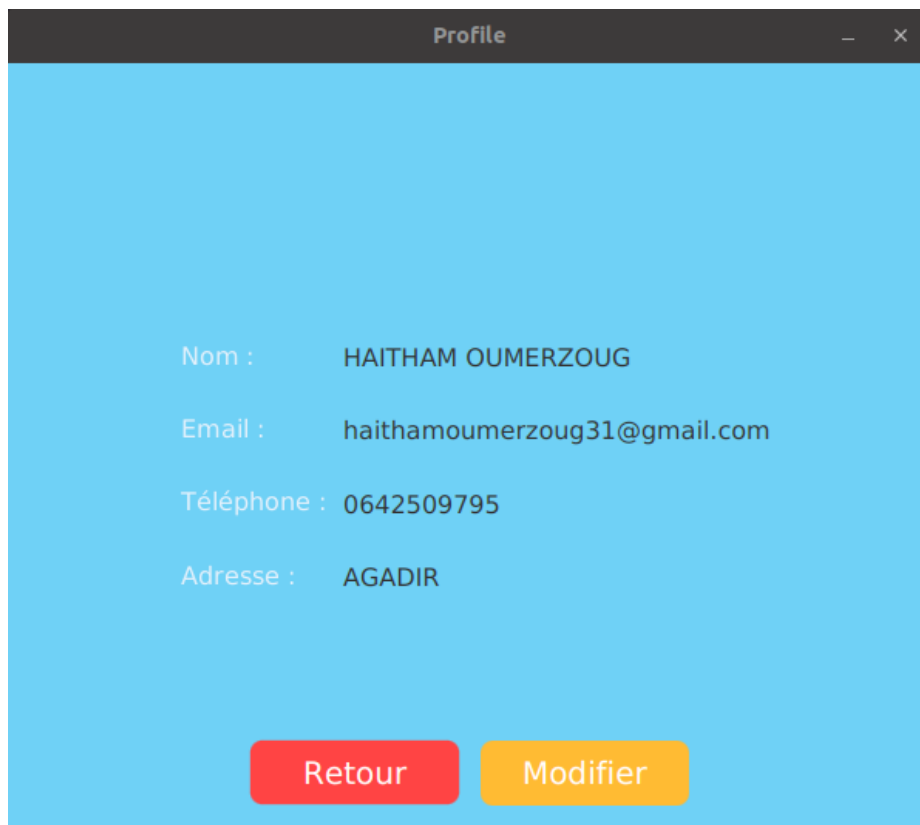 Profile
Nom : HAITHAM OUMERZOUG
Email : haithamoumerzoug31@gmail.com
Téléphone : 0642509795
Adresse : AGADIR
Retour Modifier